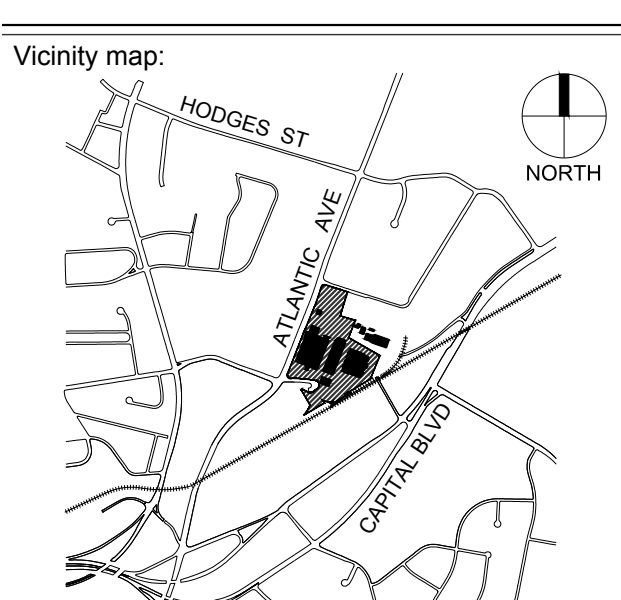 Vicinity map:
HODGES ST
NORTH
ATLANTIC AVE
CAPITAL BLVD